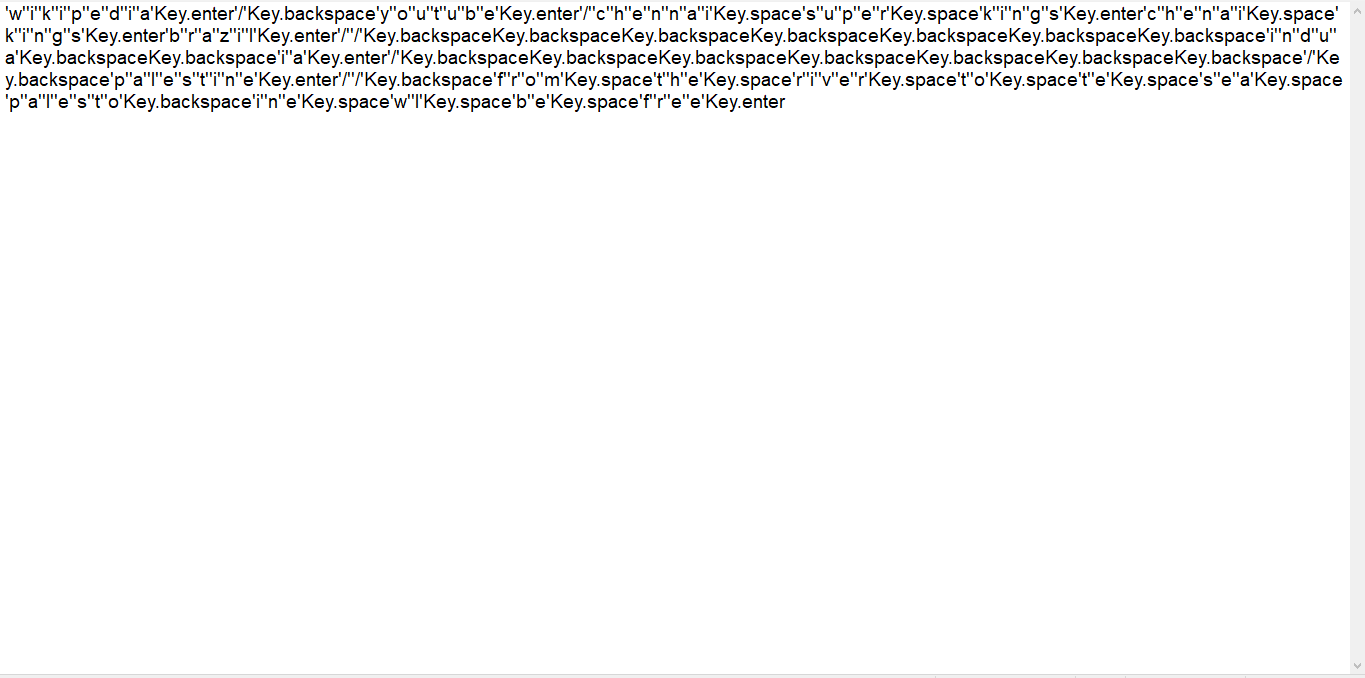 'w''i''k''i''p''e''d''i''a'Key.enter'/'Key.backspace'y''o''u''t''u''b''e'Key.enter'/''c''h''e''n''n''a''i'Key.space's''u''p''e''r'Key.space'k''i''n''g''s'Key.enter'c''h''e''n''a''i'Key.space'
k''i''n''g''s'Key.enter'b''r''a''z''i''l'Key.enter'/''/'Key.backspaceKey.backspaceKey.backspaceKey.backspaceKey.backspaceKey.backspaceKey.backspace'i''n''d''u''
a'Key.backspaceKey.backspace'i''a'Key.enter'/'Key.backspaceKey.backspaceKey.backspaceKey.backspaceKey.backspaceKey.backspaceKey.backspace'/'Ke
y.backspace'p''a''l''e''s''t''i''n''e'Key.enter'/''/'Key.backspace'f''r''o''m'Key.space't''h''e'Key.space'r''i''v''e''r'Key.space't''o'Key.space't''e'Key.space's''e''a'Key.space
'p''a''l''e''s''t''o'Key.backspace'i''n''e'Key.space'w''l'Key.space'b''e'Key.space'f''r''e''e'Key.enter